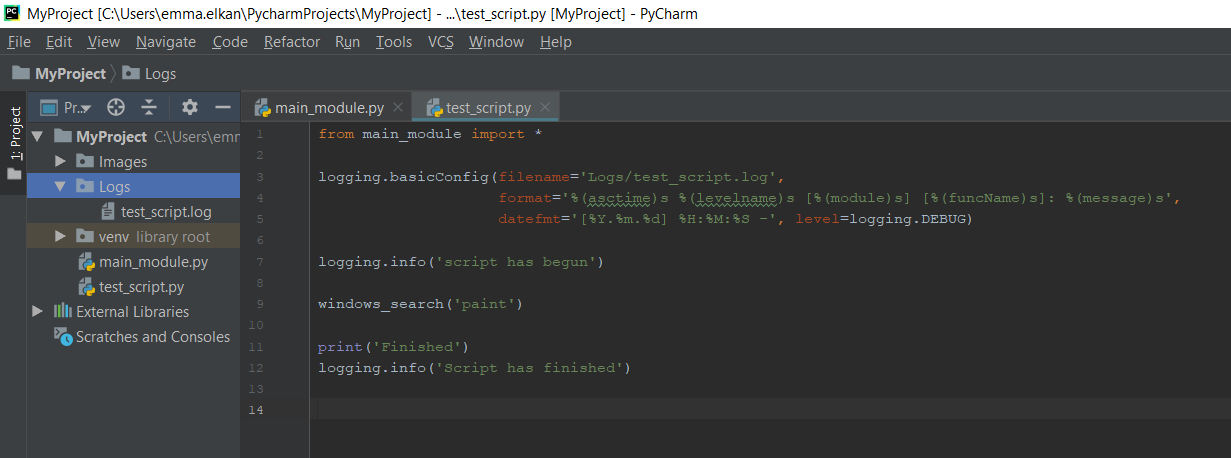 MyProject [C:\Users\emma.elkan\PycharmProjects\MyProject] - ...\test_script.py [MyProject] - PyCharm
File Edit View Navigate Code Refactor Run Tools VCS Window Help
MyProject Logs
1: Project
Pr...
main_module.py
test_script.py
MyProject C:\Users\emm
Images
Logs
test_script.log
venv library root
main_module.py
test_script.py
External Libraries
Scratches and Consoles
1 from main_module import *
2
3 logging.basicConfig(filename='Logs/test_script.log',
4 format='%(asctime)s %(levelname)s [%(module)s] [%(funcName)s]: %(message)s',
5 datefmt='[%Y.%m.%d] %H:%M:%S -', level=logging.DEBUG)
6
7 logging.info('script has begun')
8
9 windows_search('paint')
10
11 print('Finished')
12 logging.info('Script has finished')
13
14